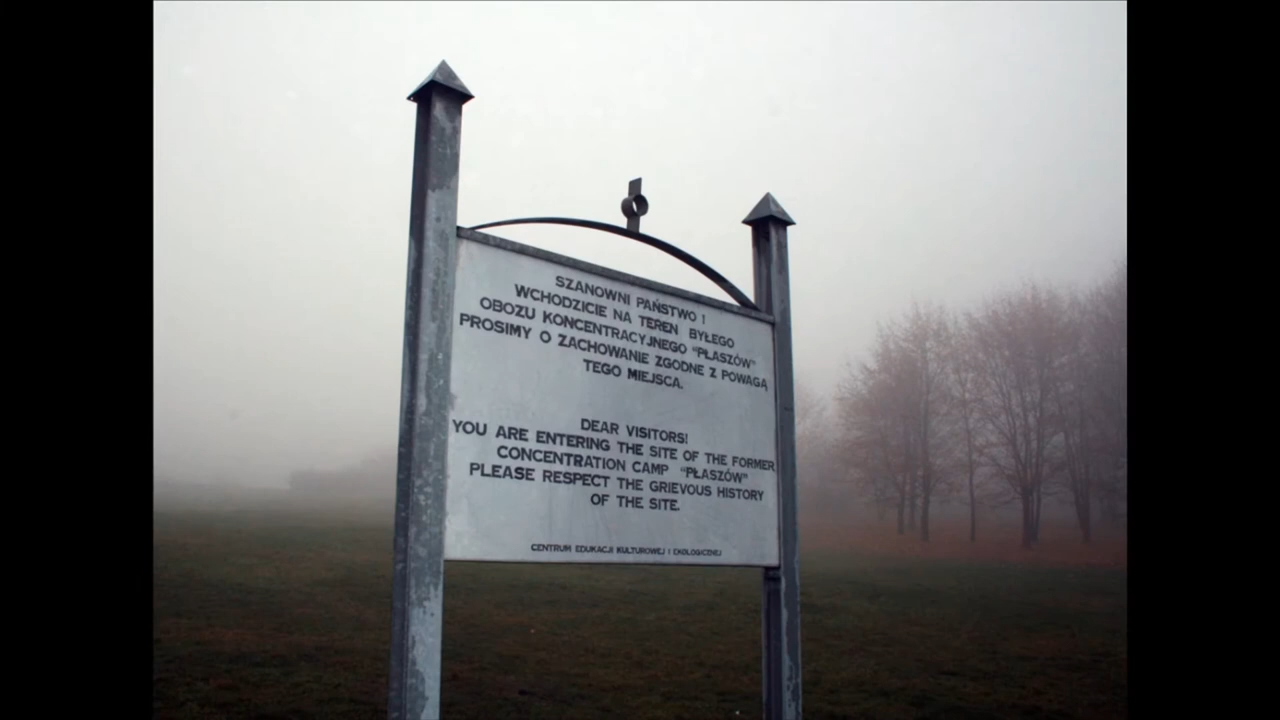 SZANOWNI PAŃSTWO !
WCHODZICIE NA TEREN BYŁEGO
OBOZU KONCENTRACYJNEGO "PŁASZÓW"
PROSIMY O ZACHOWANIE ZGODNE Z POWAGĄ
TEGO MIEJSCA.
DEAR VISITORS!
YOU ARE ENTERING THE SITE OF THE FORMER
CONCENTRATION CAMP "PŁASZÓW"
PLEASE RESPECT THE GRIEVOUS HISTORY
OF THE SITE.
CENTRUM EDUKACJI KULTUROWEJ I EKOLOGICZNEJ